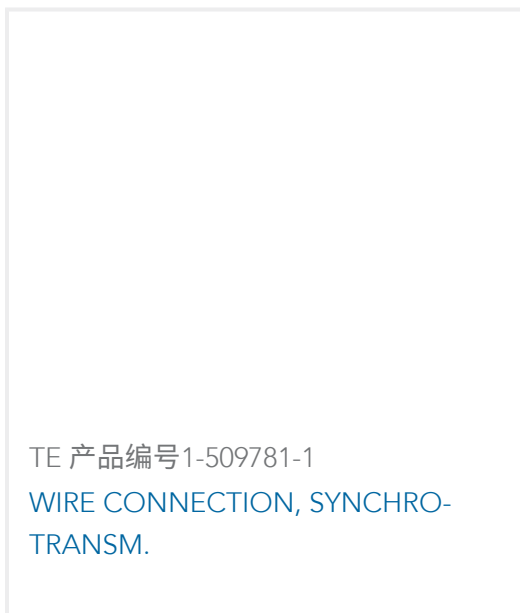 TE 产品编号1-509781-1
WIRE CONNECTION, SYNCHRO-
TRANSM.